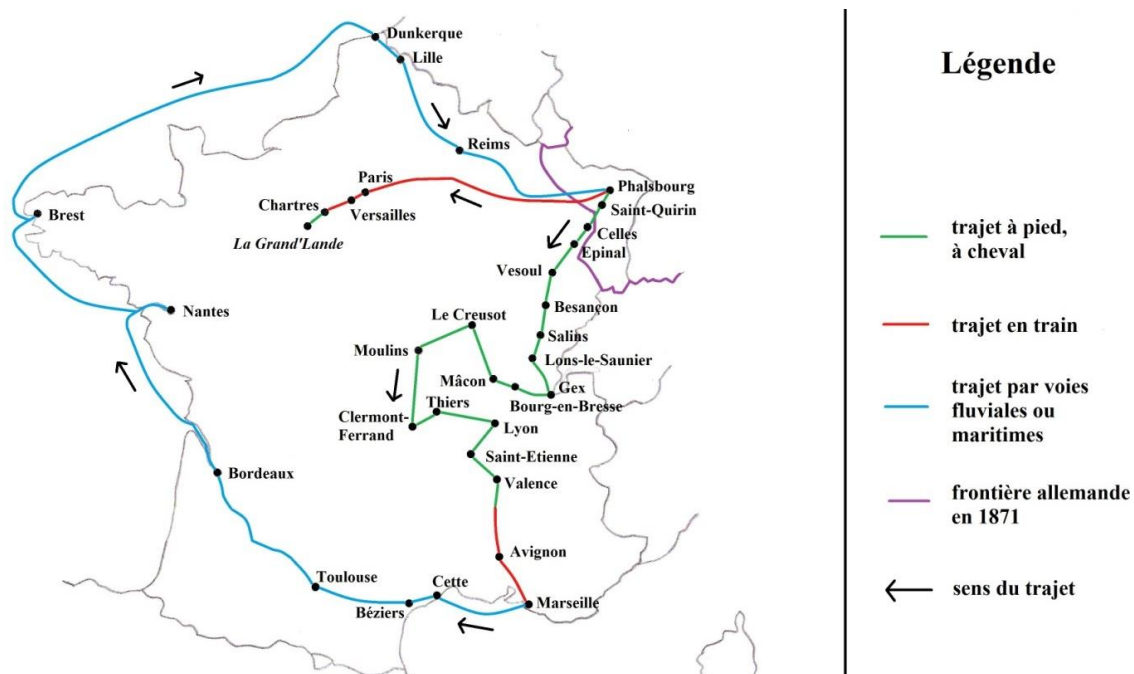 Dunkerque
Lille
Reims
Phalsbourg
Saint-Quirin
Celles
Epinal
Paris
Chartres
Versailles
La Grand'Lande
Brest
Vesoul
Nantes
Besançon
Le Creusot
Salins
Moulins
Lons-le-Saunier
Mâcon
Gex
Bourg-en-Bresse
Thiers
Clermont-
Ferrand
Lyon
Saint-Etienne
Bordeaux
Valence
Avignon
Toulouse
Cette
Béziers
Marseille
Légende
trajet à pied,
à cheval
trajet en train
trajet par voies
fluviales ou
maritimes
frontière allemande
en 1871
sens du trajet